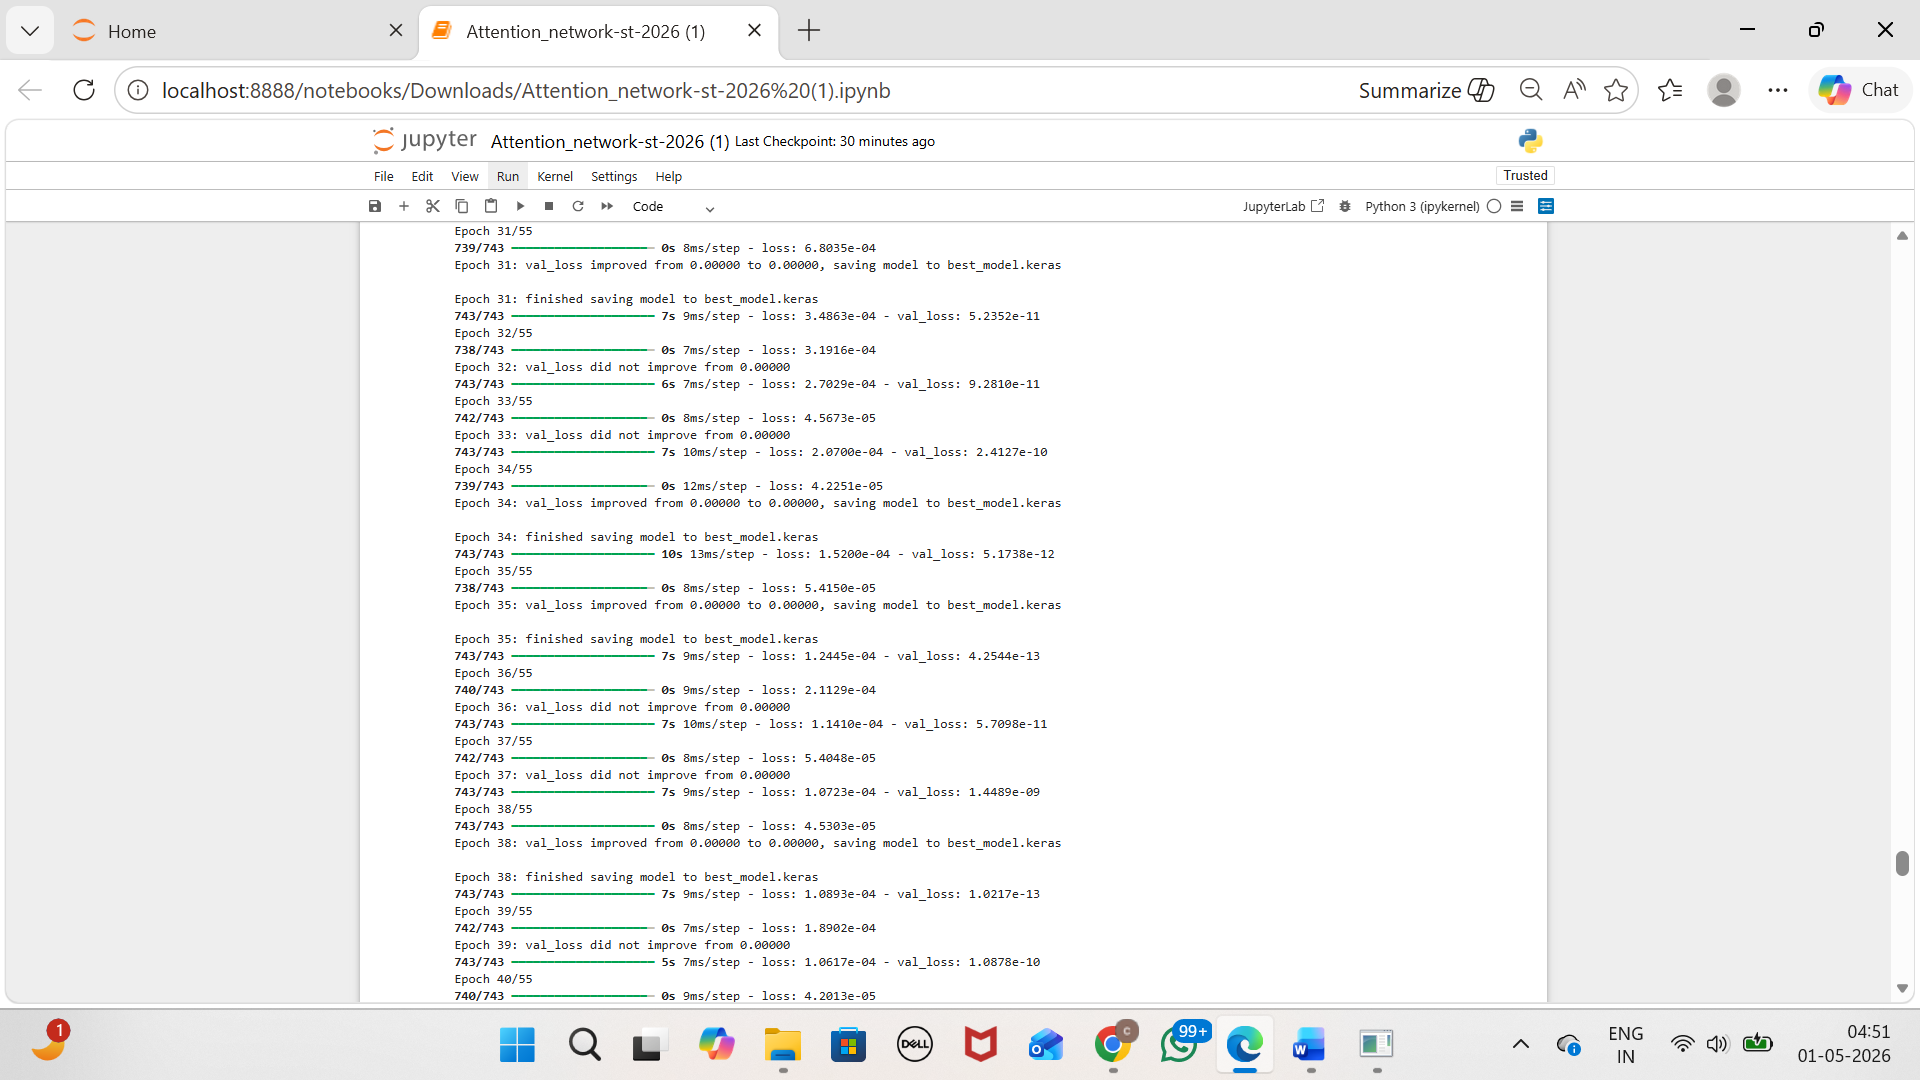 Home
Attention_network-st-2026 (1)
localhost:8888/notebooks/Downloads/Attention_network-st-2026%20(1).ipynb
Summarize
Chat
jupyter Attention_network-st-2026 (1) Last Checkpoint: 30 minutes ago
File Edit View Run Kernel Settings Help
Trusted
Code
JupyterLab
Python 3 (ipykernel)
Epoch 31/55
739/743 0s 8ms/step - loss: 6.8035e-04
Epoch 31: val_loss improved from 0.00000 to 0.00000, saving model to best_model.keras
Epoch 31: finished saving model to best_model.keras
743/743 7s 9ms/step - loss: 3.4863e-04 - val_loss: 5.2352e-11
Epoch 32/55
738/743 0s 7ms/step - loss: 3.1916e-04
Epoch 32: val_loss did not improve from 0.00000
743/743 6s 7ms/step - loss: 2.7029e-04 - val_loss: 9.2810e-11
Epoch 33/55
742/743 0s 8ms/step - loss: 4.5673e-05
Epoch 33: val_loss did not improve from 0.00000
743/743 7s 10ms/step - loss: 2.0700e-04 - val_loss: 2.4127e-10
Epoch 34/55
739/743 0s 12ms/step - loss: 4.2251e-05
Epoch 34: val_loss improved from 0.00000 to 0.00000, saving model to best_model.keras
Epoch 34: finished saving model to best_model.keras
743/743 10s 13ms/step - loss: 1.5200e-04 - val_loss: 5.1738e-12
Epoch 35/55
738/743 0s 8ms/step - loss: 5.4150e-05
Epoch 35: val_loss improved from 0.00000 to 0.00000, saving model to best_model.keras
Epoch 35: finished saving model to best_model.keras
743/743 7s 9ms/step - loss: 1.2445e-04 - val_loss: 4.2544e-13
Epoch 36/55
740/743 0s 9ms/step - loss: 2.1129e-04
Epoch 36: val_loss did not improve from 0.00000
743/743 7s 10ms/step - loss: 1.1410e-04 - val_loss: 5.7098e-11
Epoch 37/55
742/743 0s 8ms/step - loss: 5.4048e-05
Epoch 37: val_loss did not improve from 0.00000
743/743 7s 9ms/step - loss: 1.0723e-04 - val_loss: 1.4489e-09
Epoch 38/55
743/743 0s 8ms/step - loss: 4.5303e-05
Epoch 38: val_loss improved from 0.00000 to 0.00000, saving model to best_model.keras
Epoch 38: finished saving model to best_model.keras
743/743 7s 9ms/step - loss: 1.0893e-04 - val_loss: 1.0217e-13
Epoch 39/55
742/743 0s 7ms/step - loss: 1.8902e-04
Epoch 39: val_loss did not improve from 0.00000
743/743 5s 7ms/step - loss: 1.0617e-04 - val_loss: 1.0878e-10
Epoch 40/55
740/743 0s 9ms/step - loss: 4.2013e-05
1
DELL
C
99+
W
ENG
IN
04:51
01-05-2026